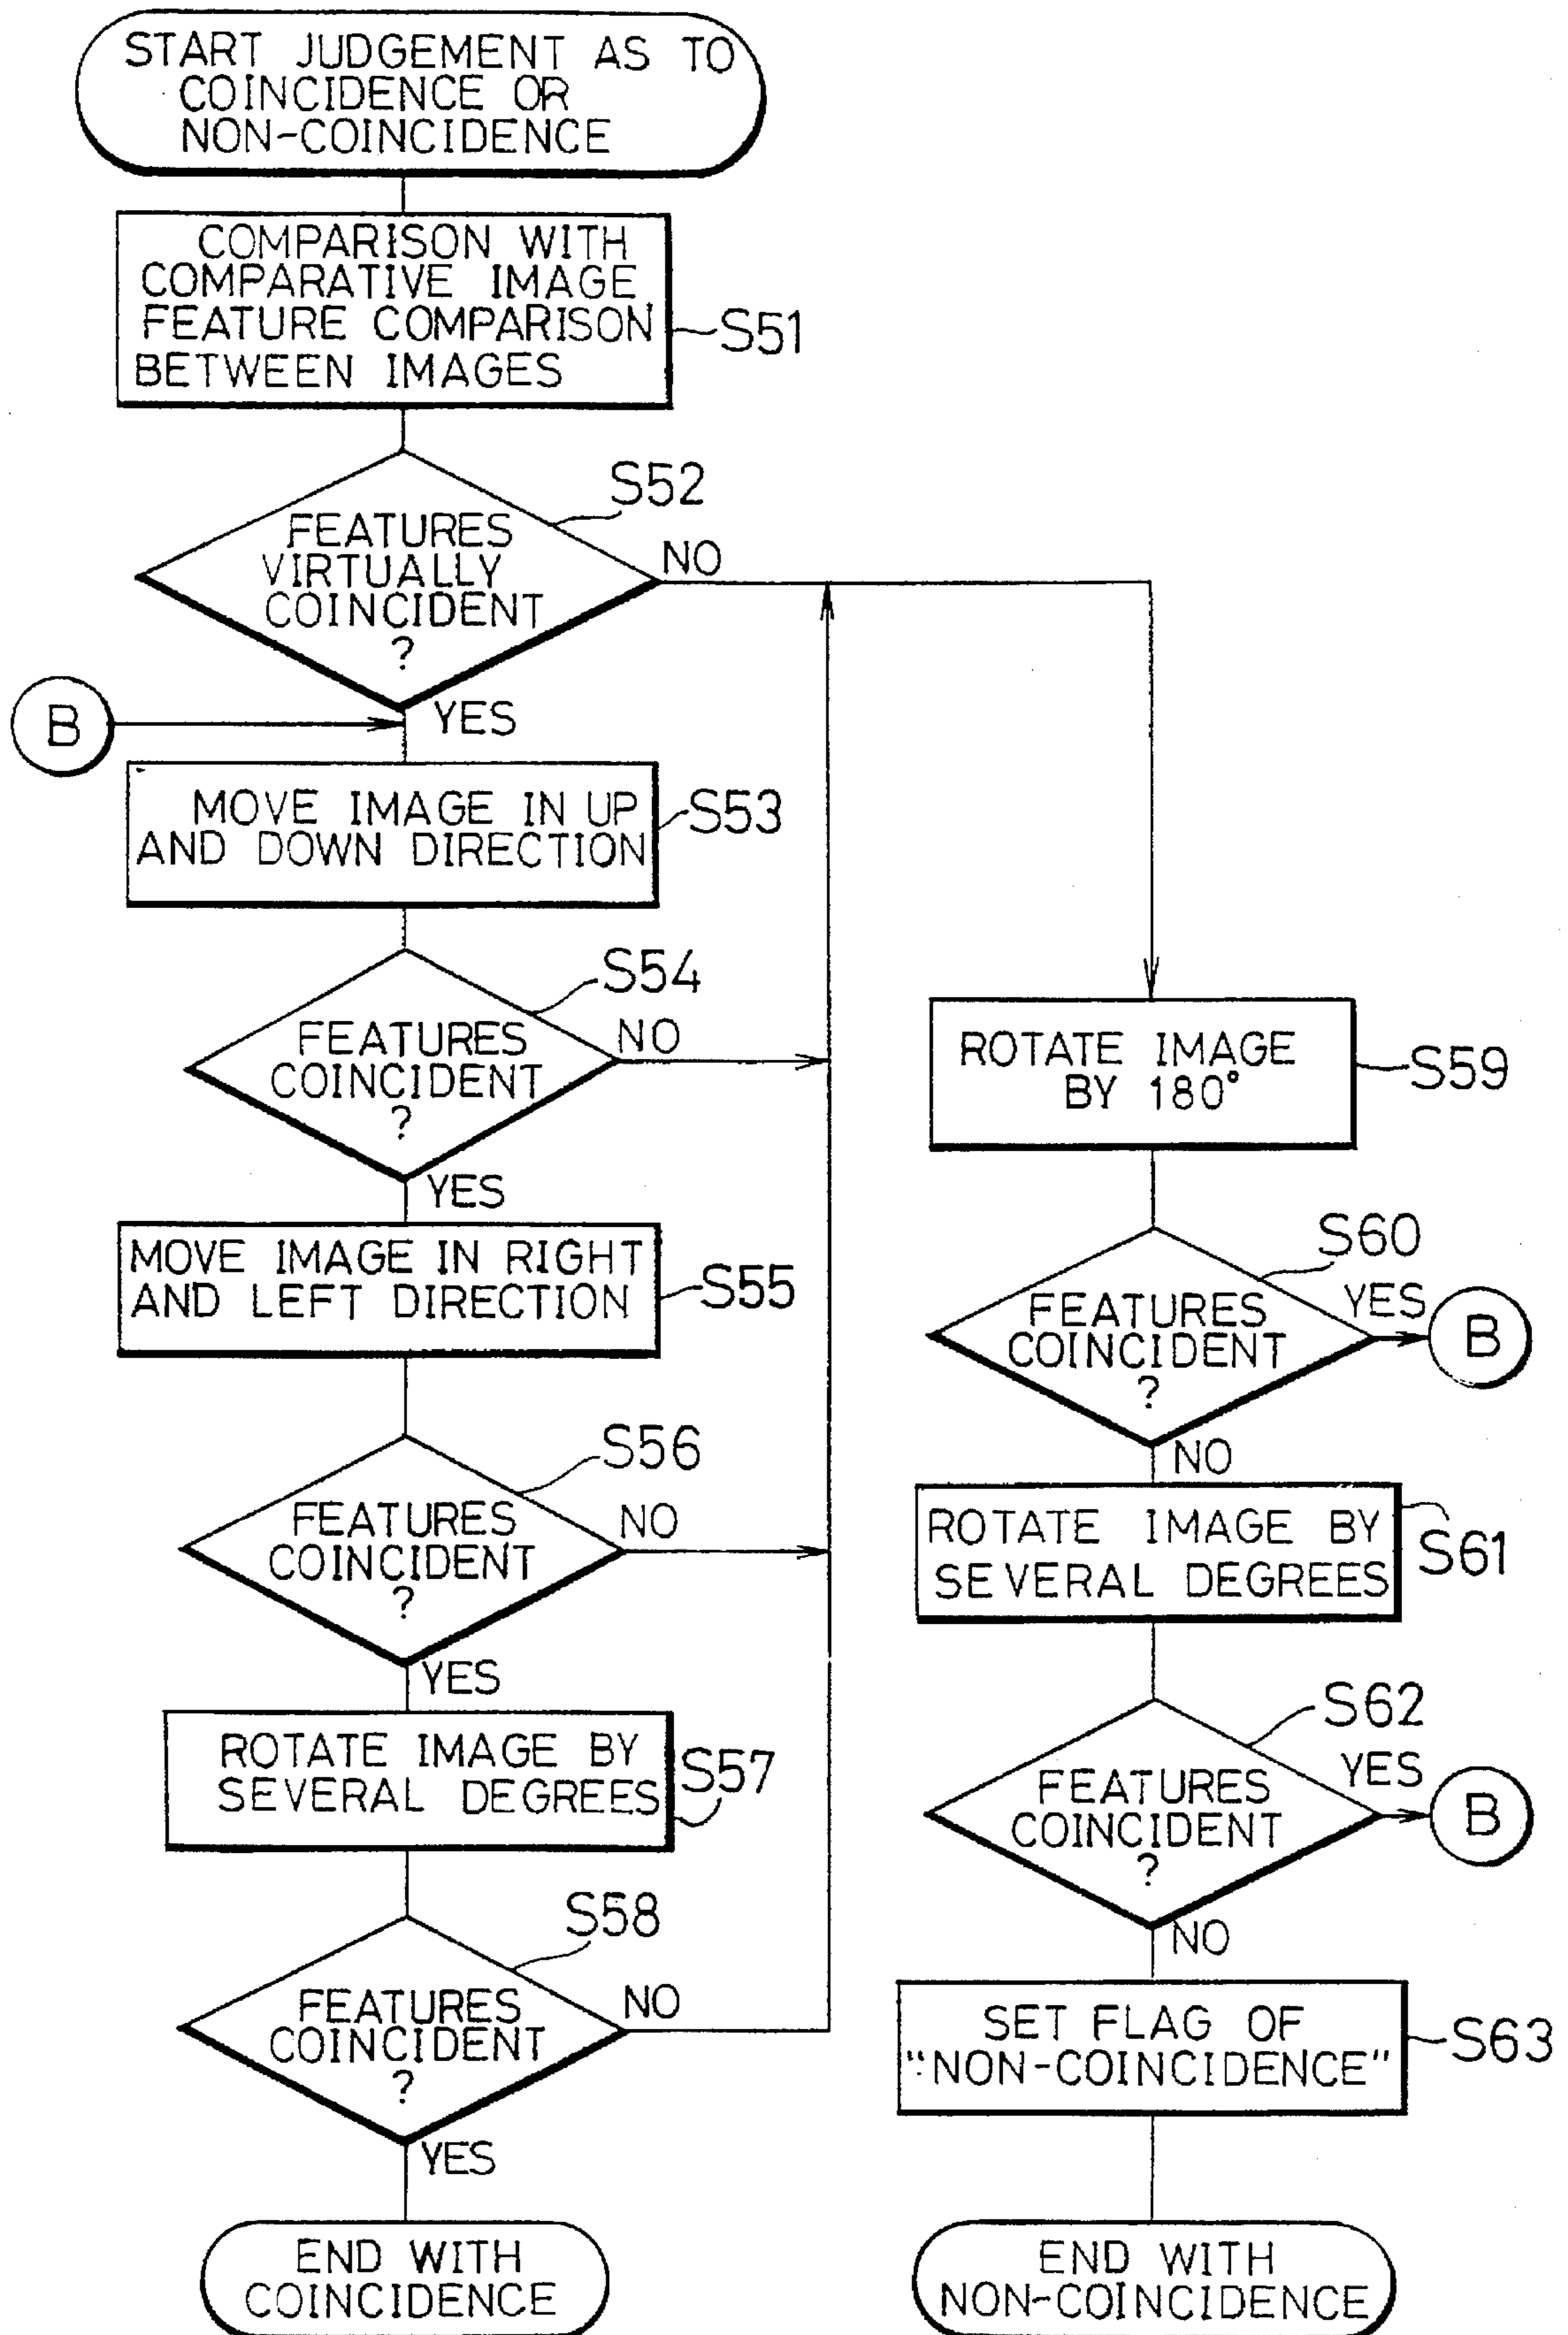 START JUDGEMENT AS TO
COINCIDENCE OR
NON-COINCIDENCE
COMPARISON WITH
COMPARATIVE IMAGE,
FEATURE COMPARISON
BETWEEN IMAGES
S51
S52
FEATURES
VIRTUALLY
COINCIDENT
?
NO
YES
B
MOVE IMAGE IN UP
AND DOWN DIRECTION
S53
S54
FEATURES
COINCIDENT
?
NO
YES
MOVE IMAGE IN RIGHT
AND LEFT DIRECTION
S55
S56
FEATURES
COINCIDENT
?
NO
YES
ROTATE IMAGE BY
SEVERAL DEGREES
S57
S58
FEATURES
COINCIDENT
?
NO
YES
END WITH
COINCIDENCE
ROTATE IMAGE
BY 180°
S59
S60
FEATURES
COINCIDENT
?
YES
B
NO
ROTATE IMAGE BY
SEVERAL DEGREES
S61
S62
FEATURES
COINCIDENT
?
YES
B
NO
SET FLAG OF
"NON-COINCIDENCE"
S63
END WITH
NON-COINCIDENCE